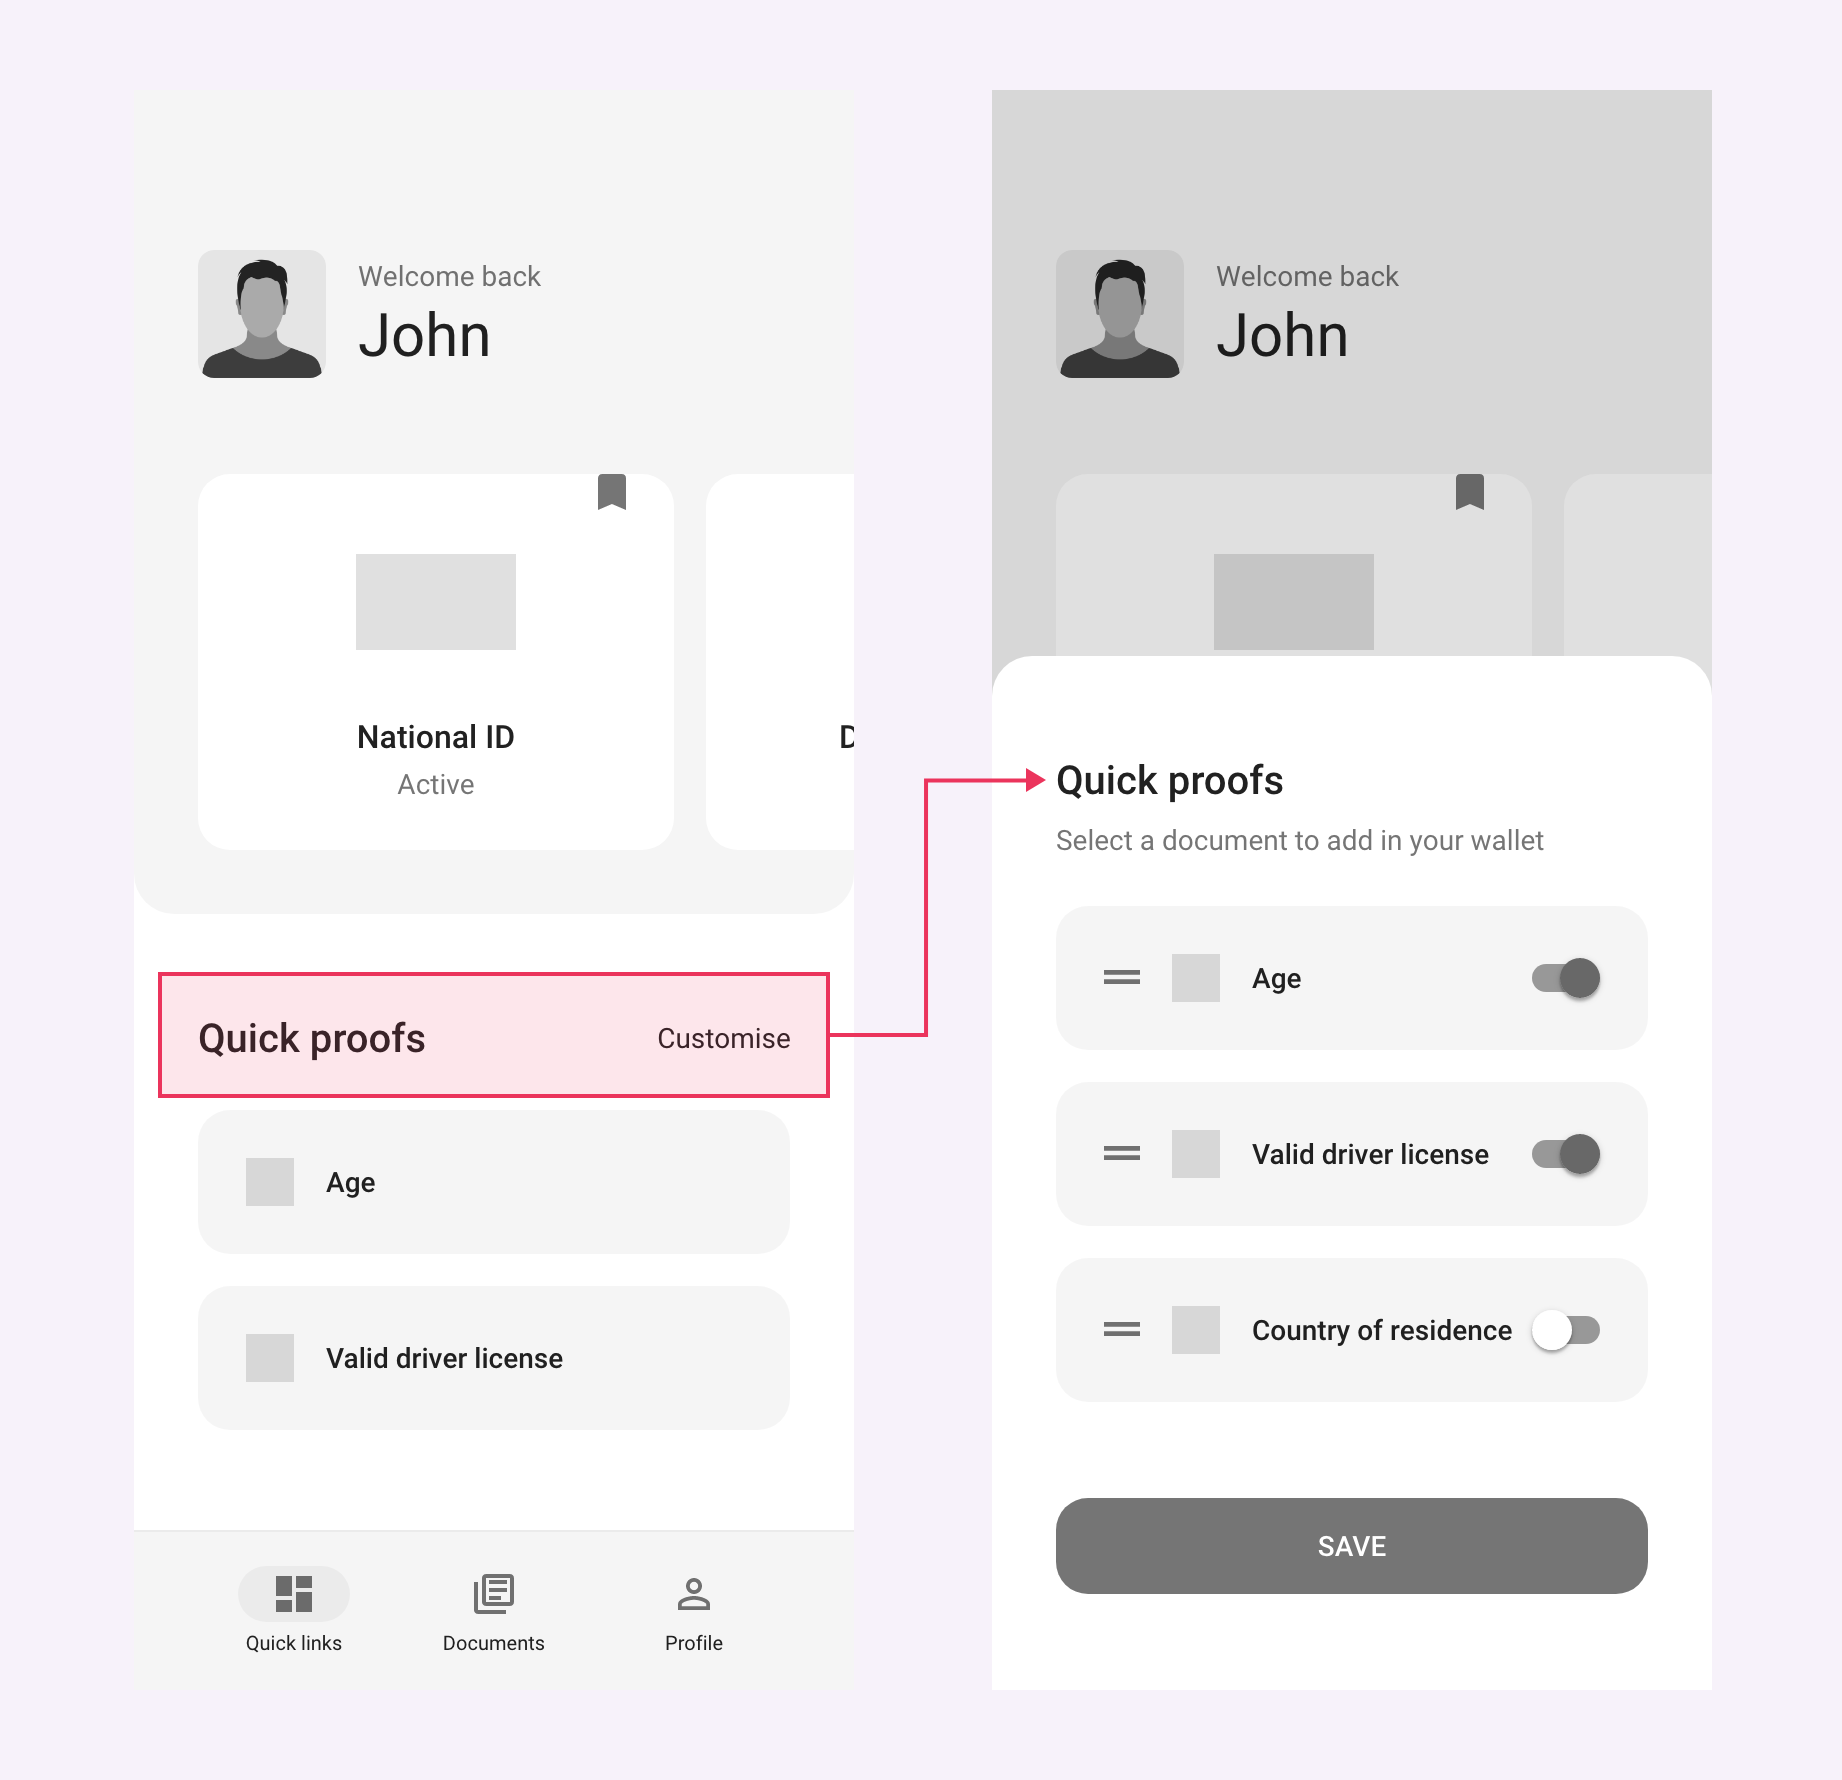 Welcome back
John
National ID
Active
D
Quick proofs
Customise
Age
Valid driver license
Quick links
Documents
Profile
Welcome back
John
Quick proofs
Select a document to add in your wallet
Age
Valid driver license
Country of residence
SAVE